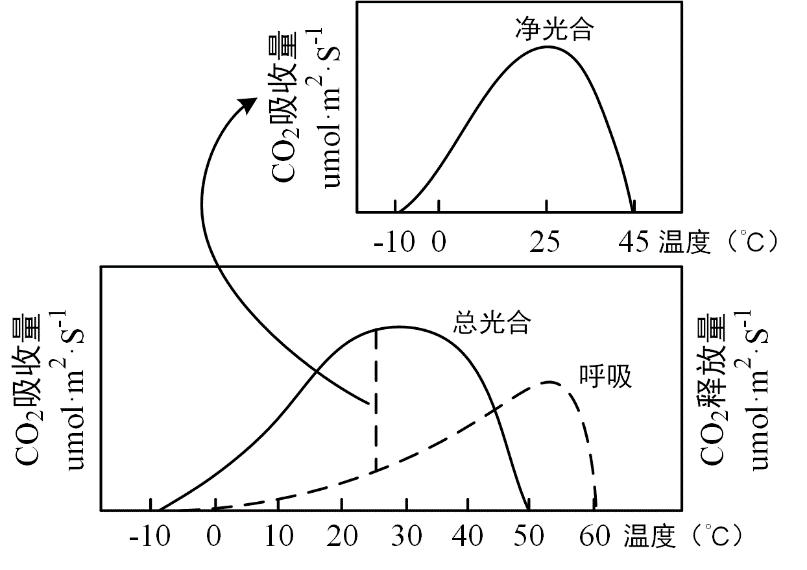 净光合
CO2吸收量
umol·m2·S-1
-10 0 25 45 温度（℃）
总光合
呼吸
CO2吸收量
umol·m2·S-1
CO2释放量
umol·m2·S-1
-10 0 10 20 30 40 50 60 温度（℃）